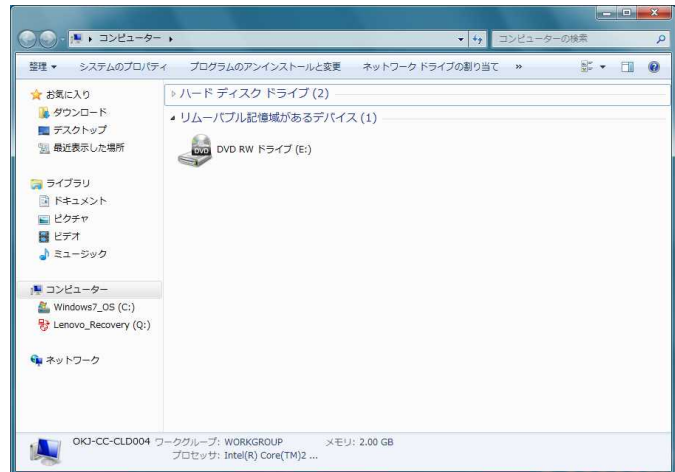 コンピューター
コンピューターの検索
整理 システムのプロパティ プログラムのアンインストールと変更 ネットワーク ドライブの割り当て »
お気に入り
ダウンロード
デスクトップ
最近表示した場所
ライブラリ
ドキュメント
ピクチャ
ビデオ
ミュージック
コンピューター
Windows7_OS (C:)
Lenovo_Recovery (Q:)
ネットワーク
ハード ディスク ドライブ (2)
リムーバブル記憶域があるデバイス (1)
DVD RW ドライブ (E:)
OKJ-CC-CLD004 ワークグループ: WORKGROUP メモリ: 2.00 GB
プロセッサ: Intel(R) Core(TM)2 ...